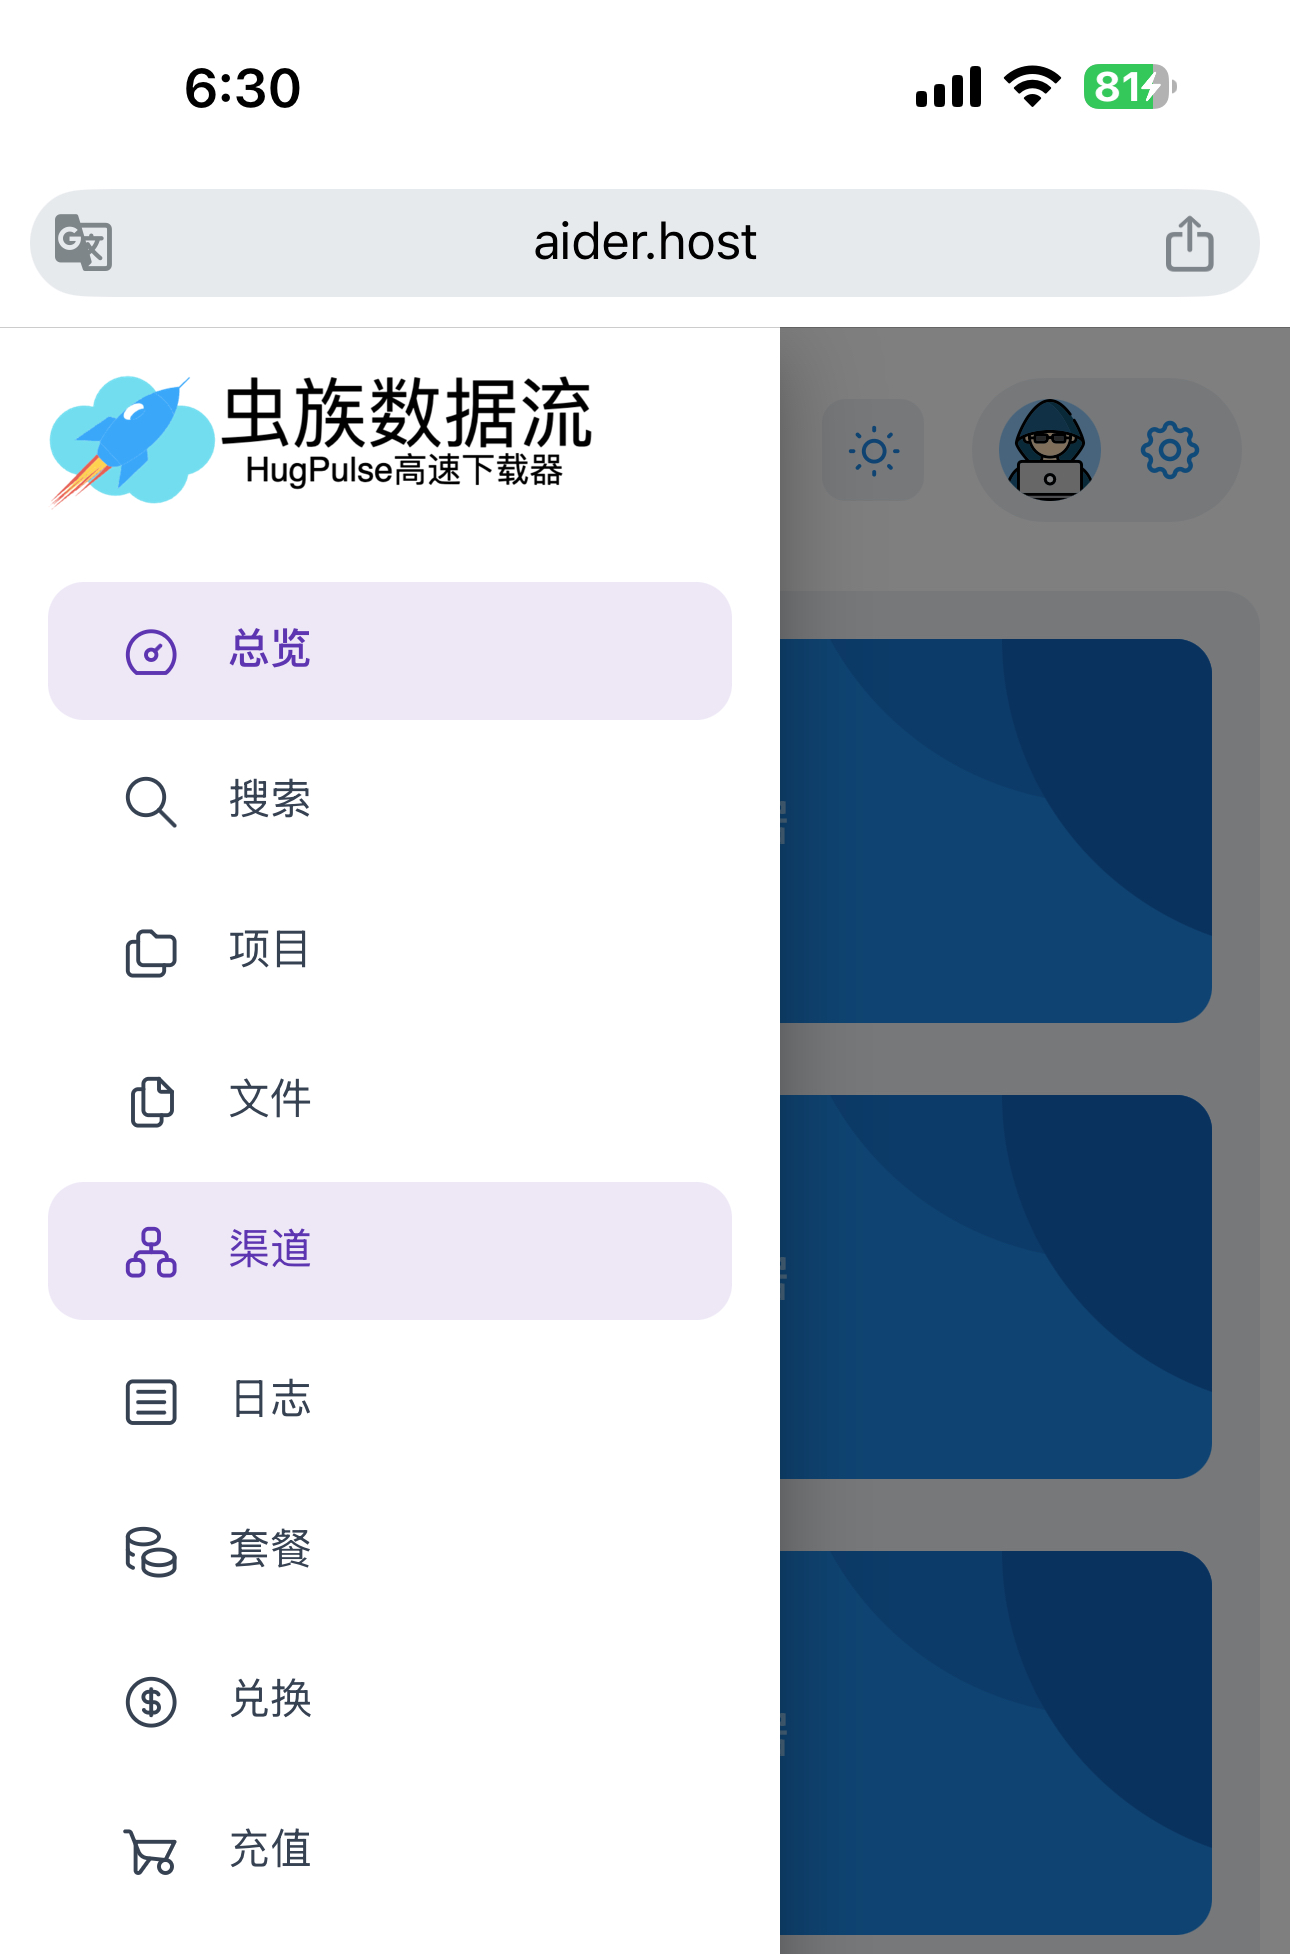 6:30
81
aider.host
虫族数据流
HugPulse高速下载器
总览
搜索
项目
文件
渠道
日志
套餐
兑换
充值